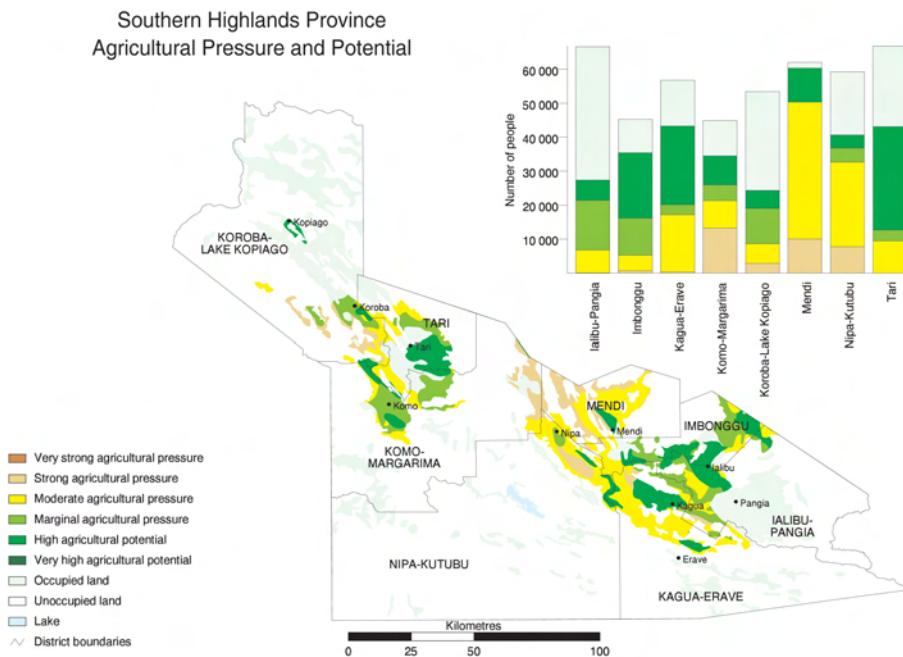 Southern Highlands Province
Agricultural Pressure and Potential
Number of people
60 000
50 000
40 000
30 000
20 000
10 000
Ialibu-Pangia
Imbonggu
Kagua-Erave
Komo-Margarima
Koroba-Lake Kopiago
Mendi
Nipa-Kutubu
Tari
Kopiago
KOROBA-
LAKE KOPIAGO
Koroba
TARI
Tari
Komo
KOMO-
MARGARIMA
MENDI
Mendi
Nipa
IMBONGGU
Ialibu
Pangia
Kagua
IALIBU-
PANGIA
Erave
NIPA-KUTUBU
KAGUA-ERAVE
Very strong agricultural pressure
Strong agricultural pressure
Moderate agricultural pressure
Marginal agricultural pressure
High agricultural potential
Very high agricultural potential
Occupied land
Unoccupied land
Lake
District boundaries
Kilometres
0 25 50 100